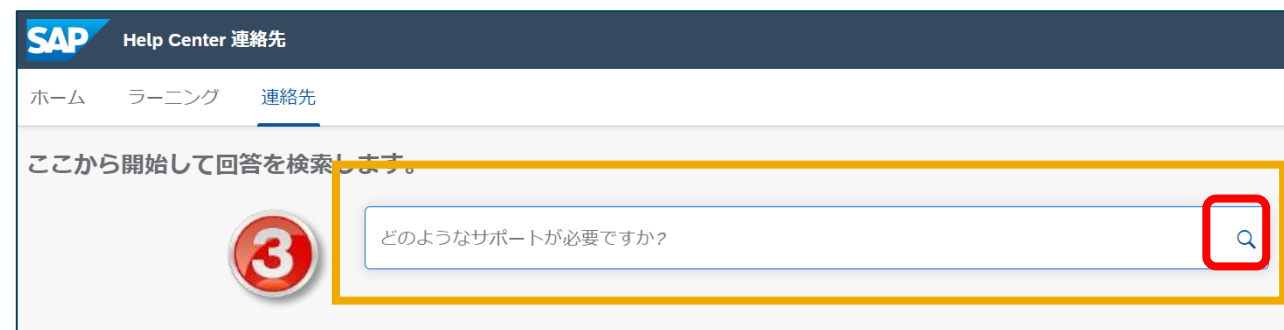 SAP Help Center 連絡先
ホーム ラーニング 連絡先
ここから開始して回答を検索します。
3 どのようなサポートが必要ですか?